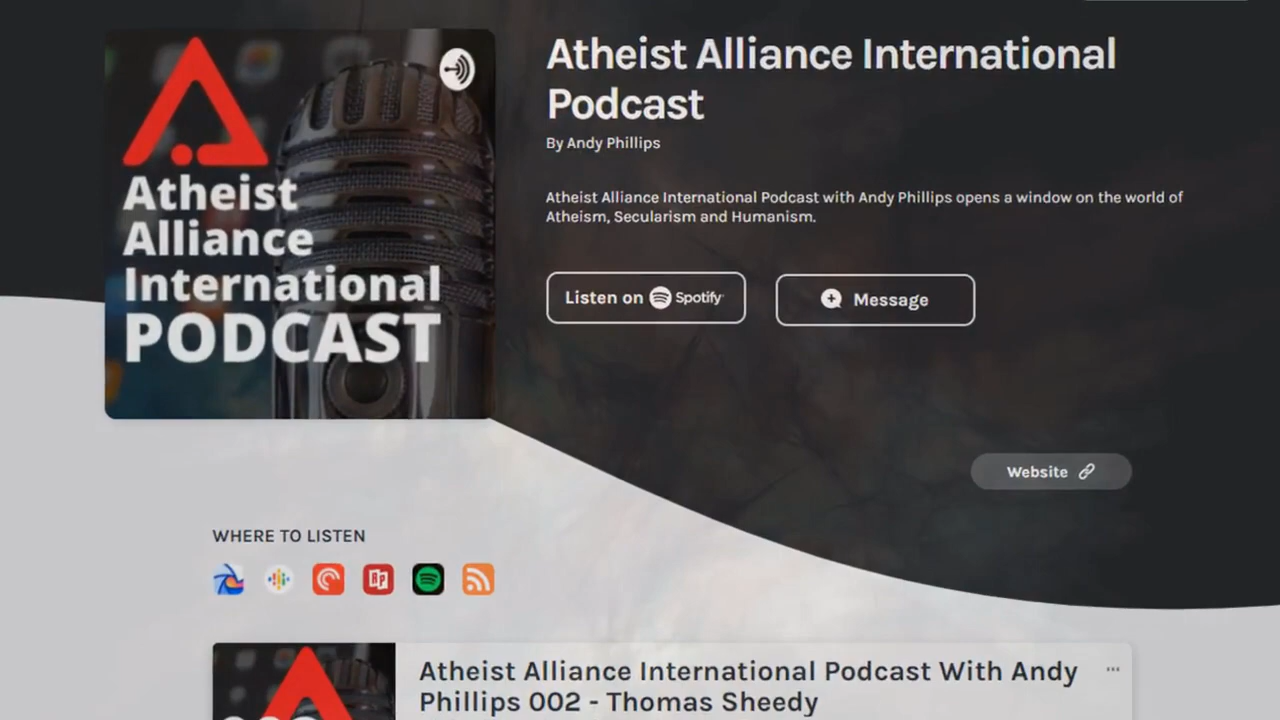 Atheist
Alliance
International
PODCAST
Atheist Alliance International
Podcast
By Andy Phillips
Atheist Alliance International Podcast with Andy Phillips opens a window on the world of
Atheism, Secularism and Humanism.
Listen on Spotify
Message
Website
WHERE TO LISTEN
RP
Atheist Alliance International Podcast With Andy
Phillips 002 - Thomas Sheedy